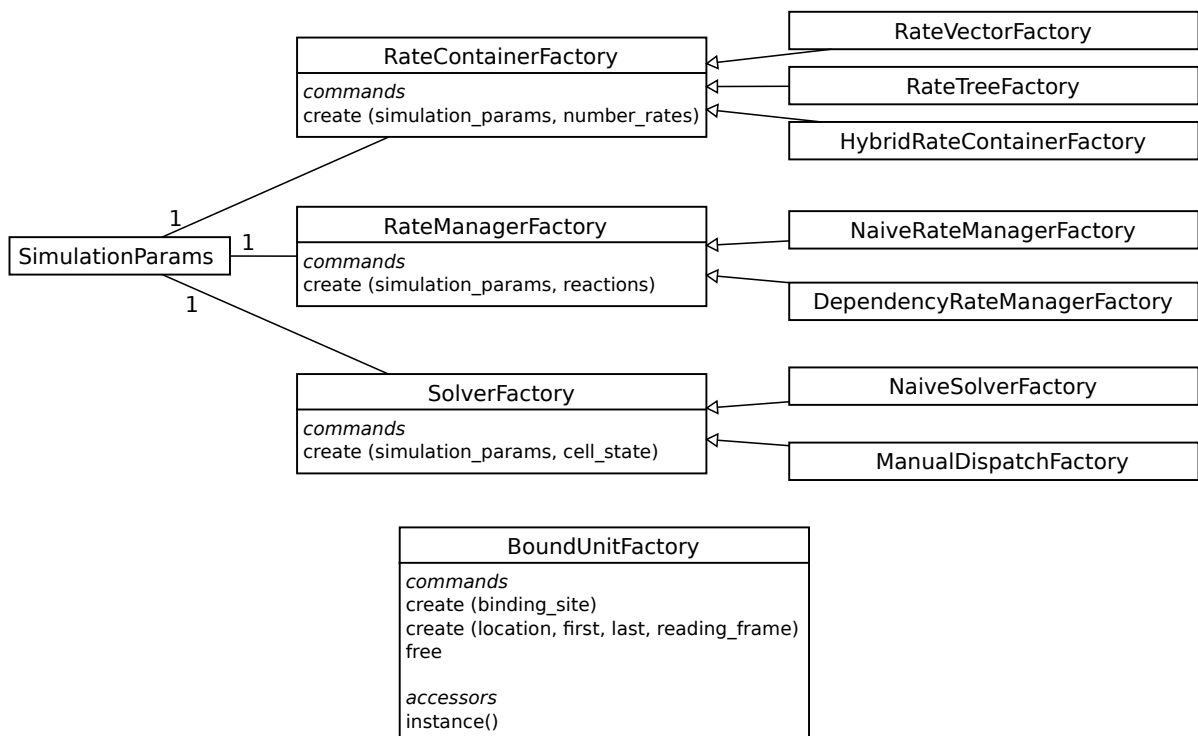 RateContainerFactory
commands
create (simulation_params, number_rates)
RateVectorFactory
RateTreeFactory
HybridRateContainerFactory
1
SimulationParams
1
1
RateManagerFactory
commands
create (simulation_params, reactions)
NaiveRateManagerFactory
DependencyRateManagerFactory
SolverFactory
commands
create (simulation_params, cell_state)
NaiveSolverFactory
ManualDispatchFactory
BoundUnitFactory
commands
create (binding_site)
create (location, first, last, reading_frame)
free
accessors
instance()